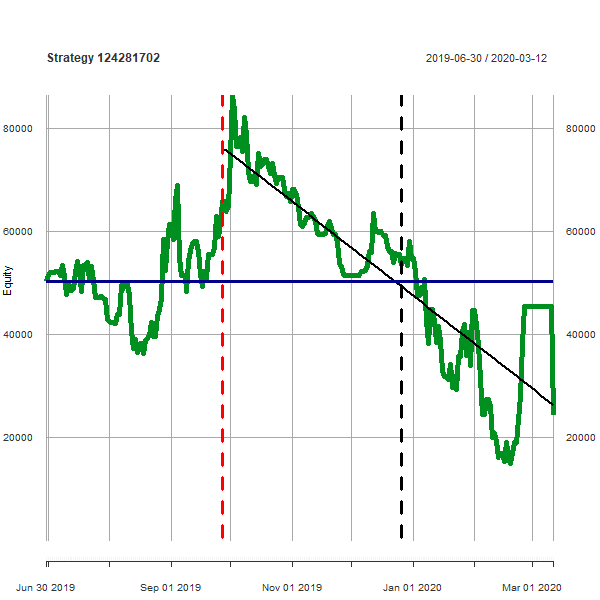 Strategy 124281702
2019-06-30 / 2020-03-12
80000
80000
60000
60000
Equity
40000
40000
20000
20000
Jun 30 2019
Sep 01 2019
Nov 01 2019
Jan 01 2020
Mar 01 2020